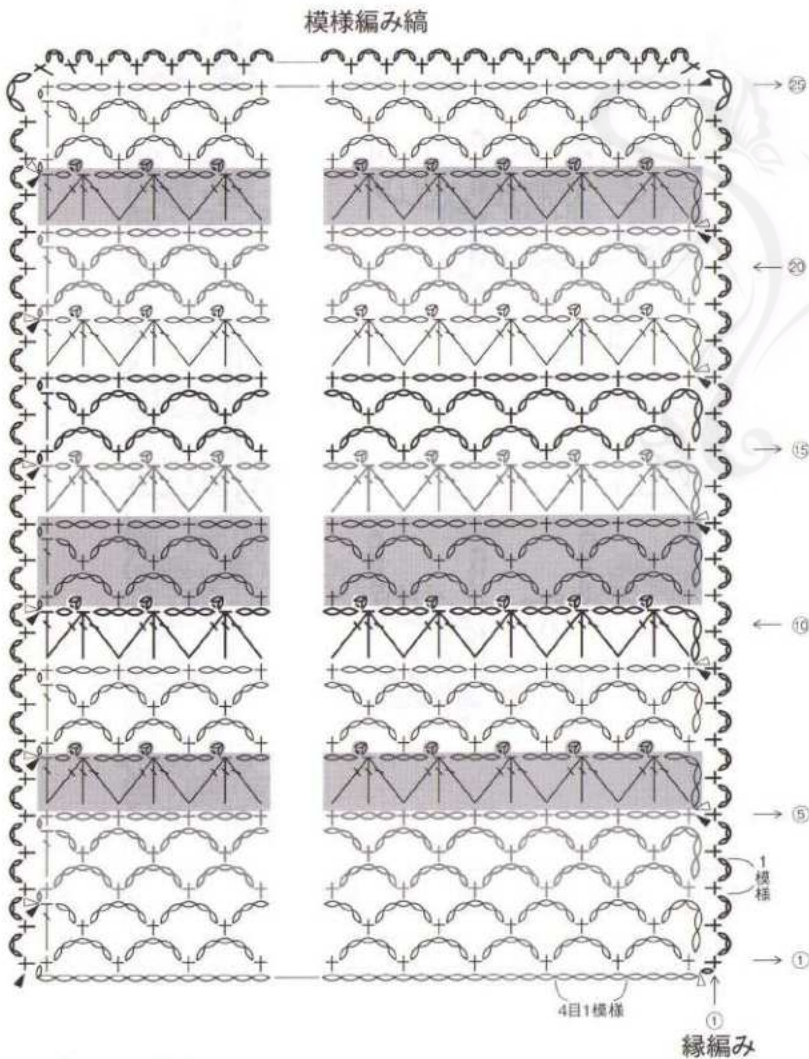 模様編み縞
→ ㉕
← ⑳
← ⑮
← ⑩
→ ⑤
1模様
→ ①
4目1模様
①
縁編み